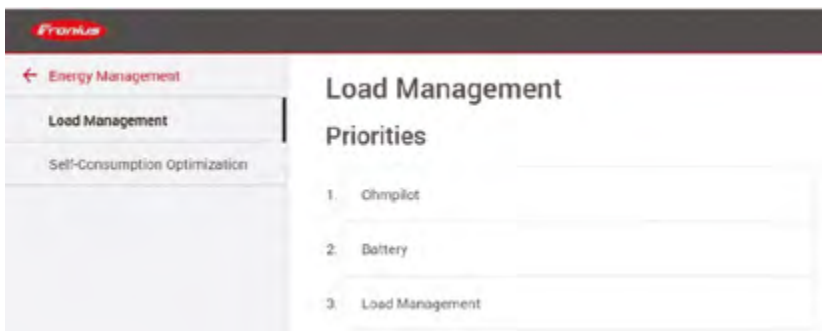 Fronius
← Energy Management
Load Management
Self-Consumption Optimization
Load Management
Priorities
1. Ohmpilot
2. Battery
3. Load Management